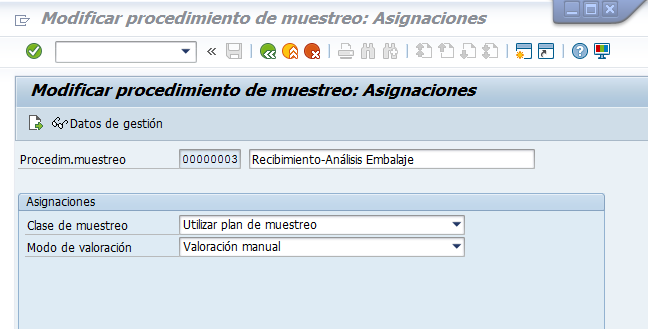 Modificar procedimiento de muestreo: Asignaciones
Modificar procedimiento de muestreo: Asignaciones
Datos de gestión
Procedim.muestreo 00000003 Recibimiento-Análisis Embalaje
Asignaciones
Clase de muestreo Utilizar plan de muestreo
Modo de valoración Valoración manual